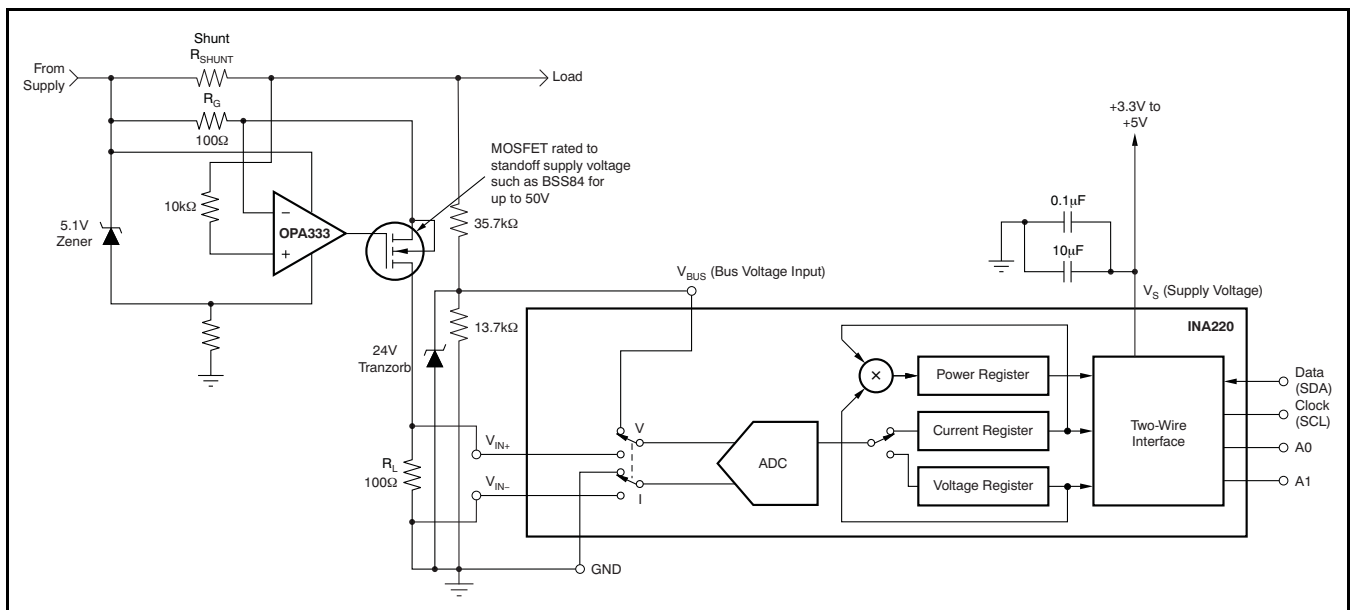 Shunt
R_SHUNT
From
Supply
Load
R_G
100Ω
+3.3V to
+5V
MOSFET rated to
standoff supply voltage
such as BSS84 for
up to 50V
10kΩ
−
OPA333
+
5.1V
Zener
35.7kΩ
0.1μF
10μF
V_BUS (Bus Voltage Input)
V_S (Supply Voltage)
INA220
13.7kΩ
24V
Tranzorb
×
Power Register
Data
(SDA)
Clock
(SCL)
V
V_IN+
ADC
Current Register
Two-Wire
Interface
A0
R_L
100Ω
V_IN−
I
Voltage Register
A1
GND